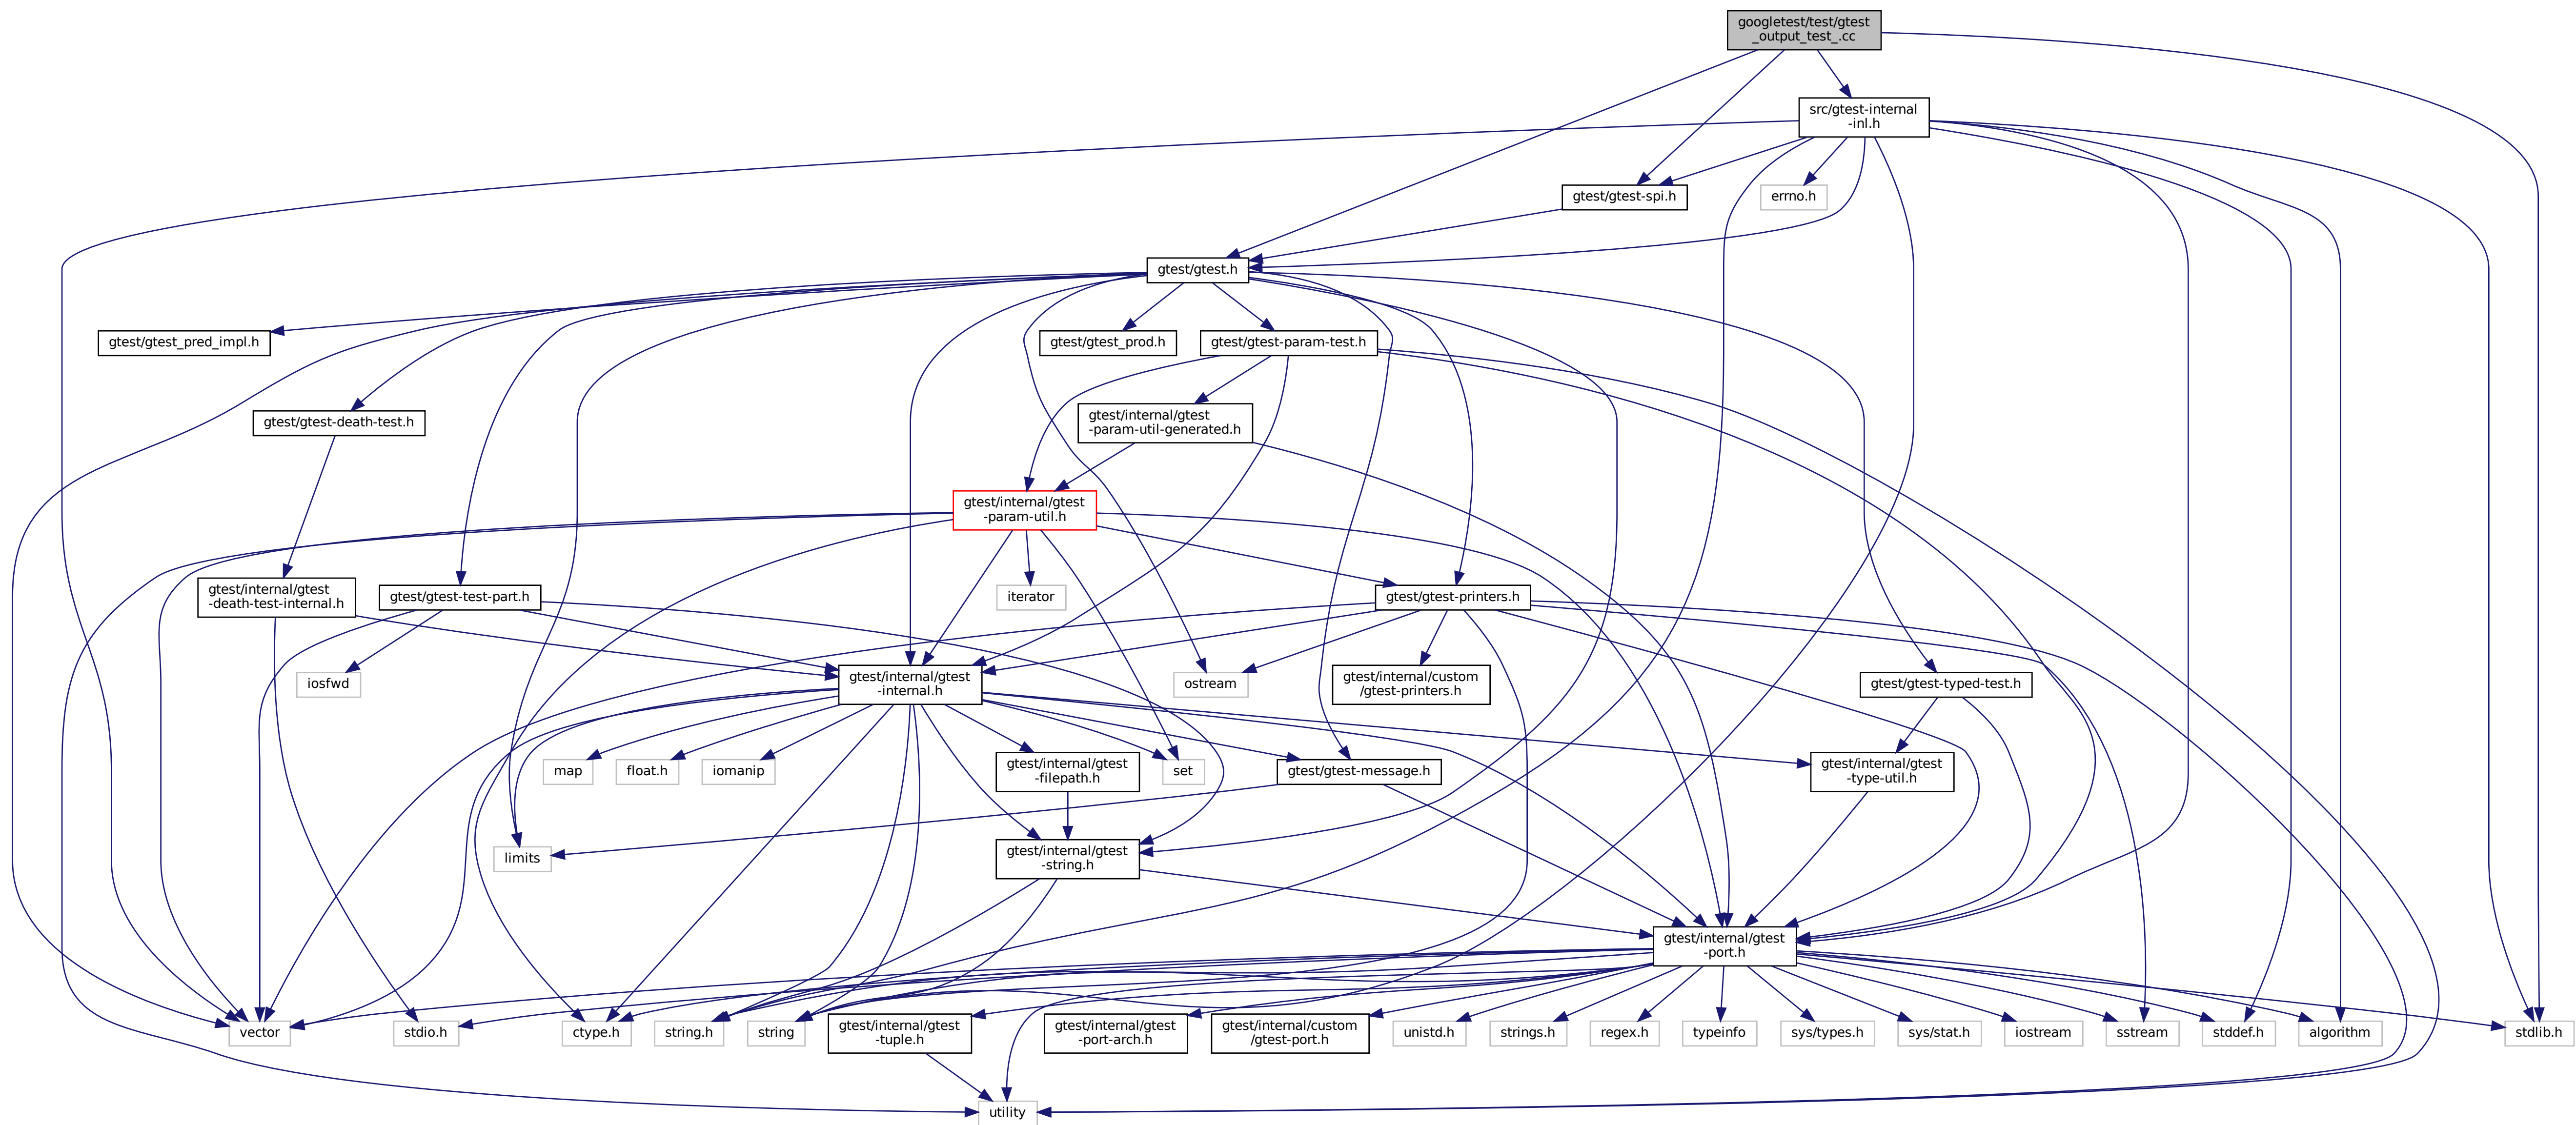 googletest/test/gtest
_output_test_.cc
src/gtest-internal
-inl.h
gtest/gtest-spi.h
errno.h
gtest/gtest.h
gtest/gtest_pred_impl.h
gtest/gtest_prod.h
gtest/gtest-param-test.h
gtest/gtest-death-test.h
gtest/internal/gtest
-param-util-generated.h
gtest/internal/gtest
-param-util.h
gtest/internal/gtest
-death-test-internal.h
gtest/gtest-test-part.h
iterator
gtest/gtest-printers.h
iosfwd
gtest/internal/gtest
-internal.h
ostream
gtest/internal/custom
/gtest-printers.h
gtest/gtest-typed-test.h
map
float.h
iomanip
gtest/internal/gtest
-filepath.h
set
gtest/gtest-message.h
gtest/internal/gtest
-type-util.h
limits
gtest/internal/gtest
-string.h
gtest/internal/gtest
-port.h
vector
stdio.h
ctype.h
string.h
string
gtest/internal/gtest
-tuple.h
gtest/internal/gtest
-port-arch.h
gtest/internal/custom
/gtest-port.h
unistd.h
strings.h
regex.h
typeinfo
sys/types.h
sys/stat.h
iostream
sstream
stddef.h
algorithm
stdlib.h
utility